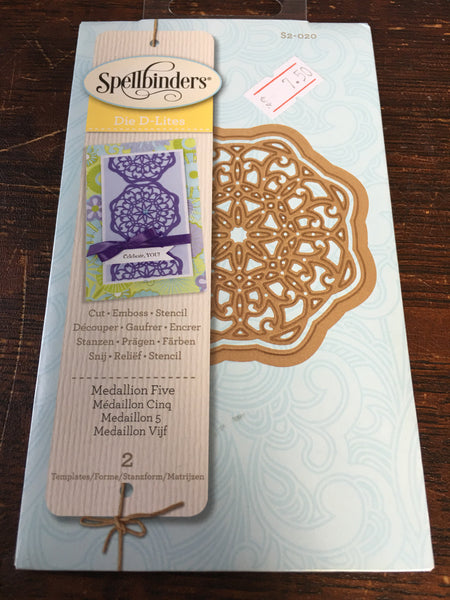 S2-020
7.50
Spellbinders®
Die D-Lites
Celebrate, YOU!
Cut • Emboss • Stencil
Découper • Gaufrer • Encrer
Stanzen • Prägen • Färben
Snij • Reliëf • Stencil
Medallion Five
Médaillon Cinq
Medaillon 5
Medaillon Vijf
2
Templates/Forme/Stanzform/Matrijzen